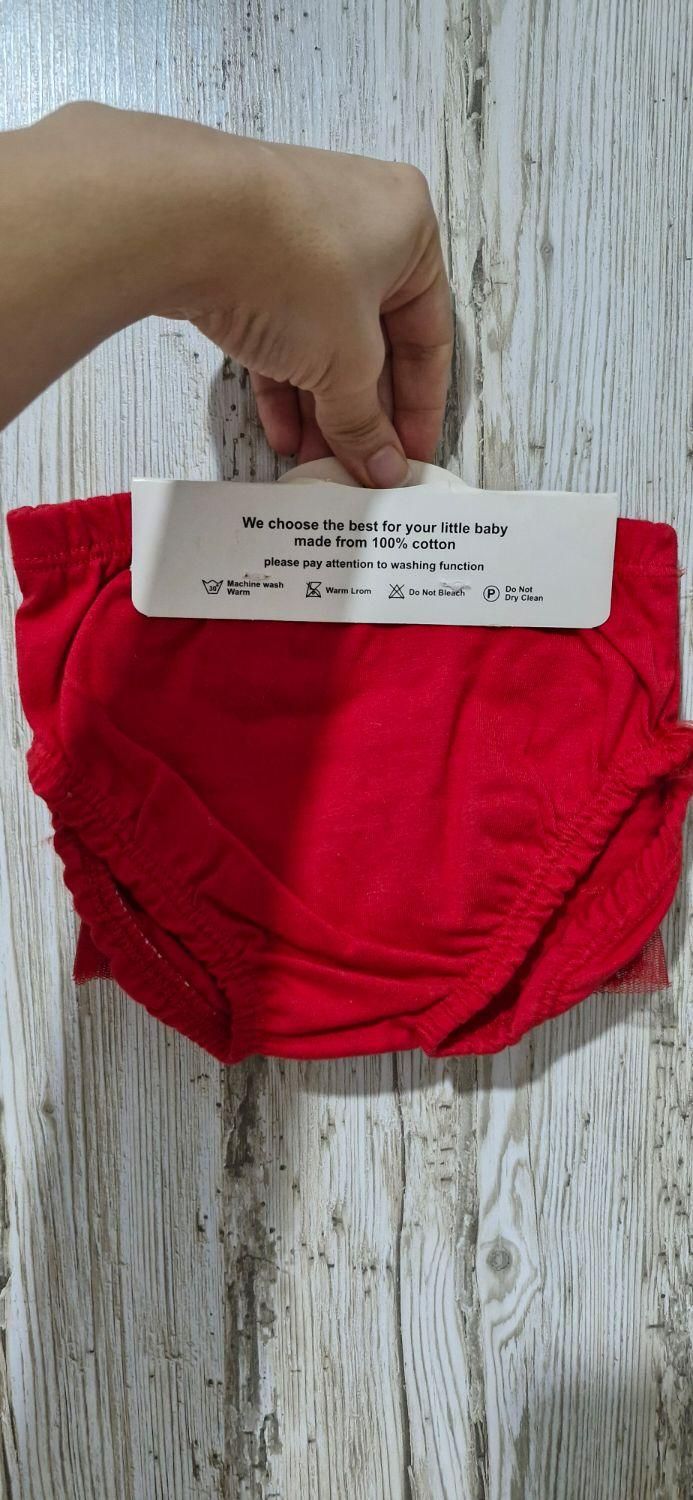 We choose the best for your little baby
made from 100% cotton
please pay attention to washing function
30° Machine wash Warm
Warm Lrom
Do Not Bleach
P Do Not Dry Clean